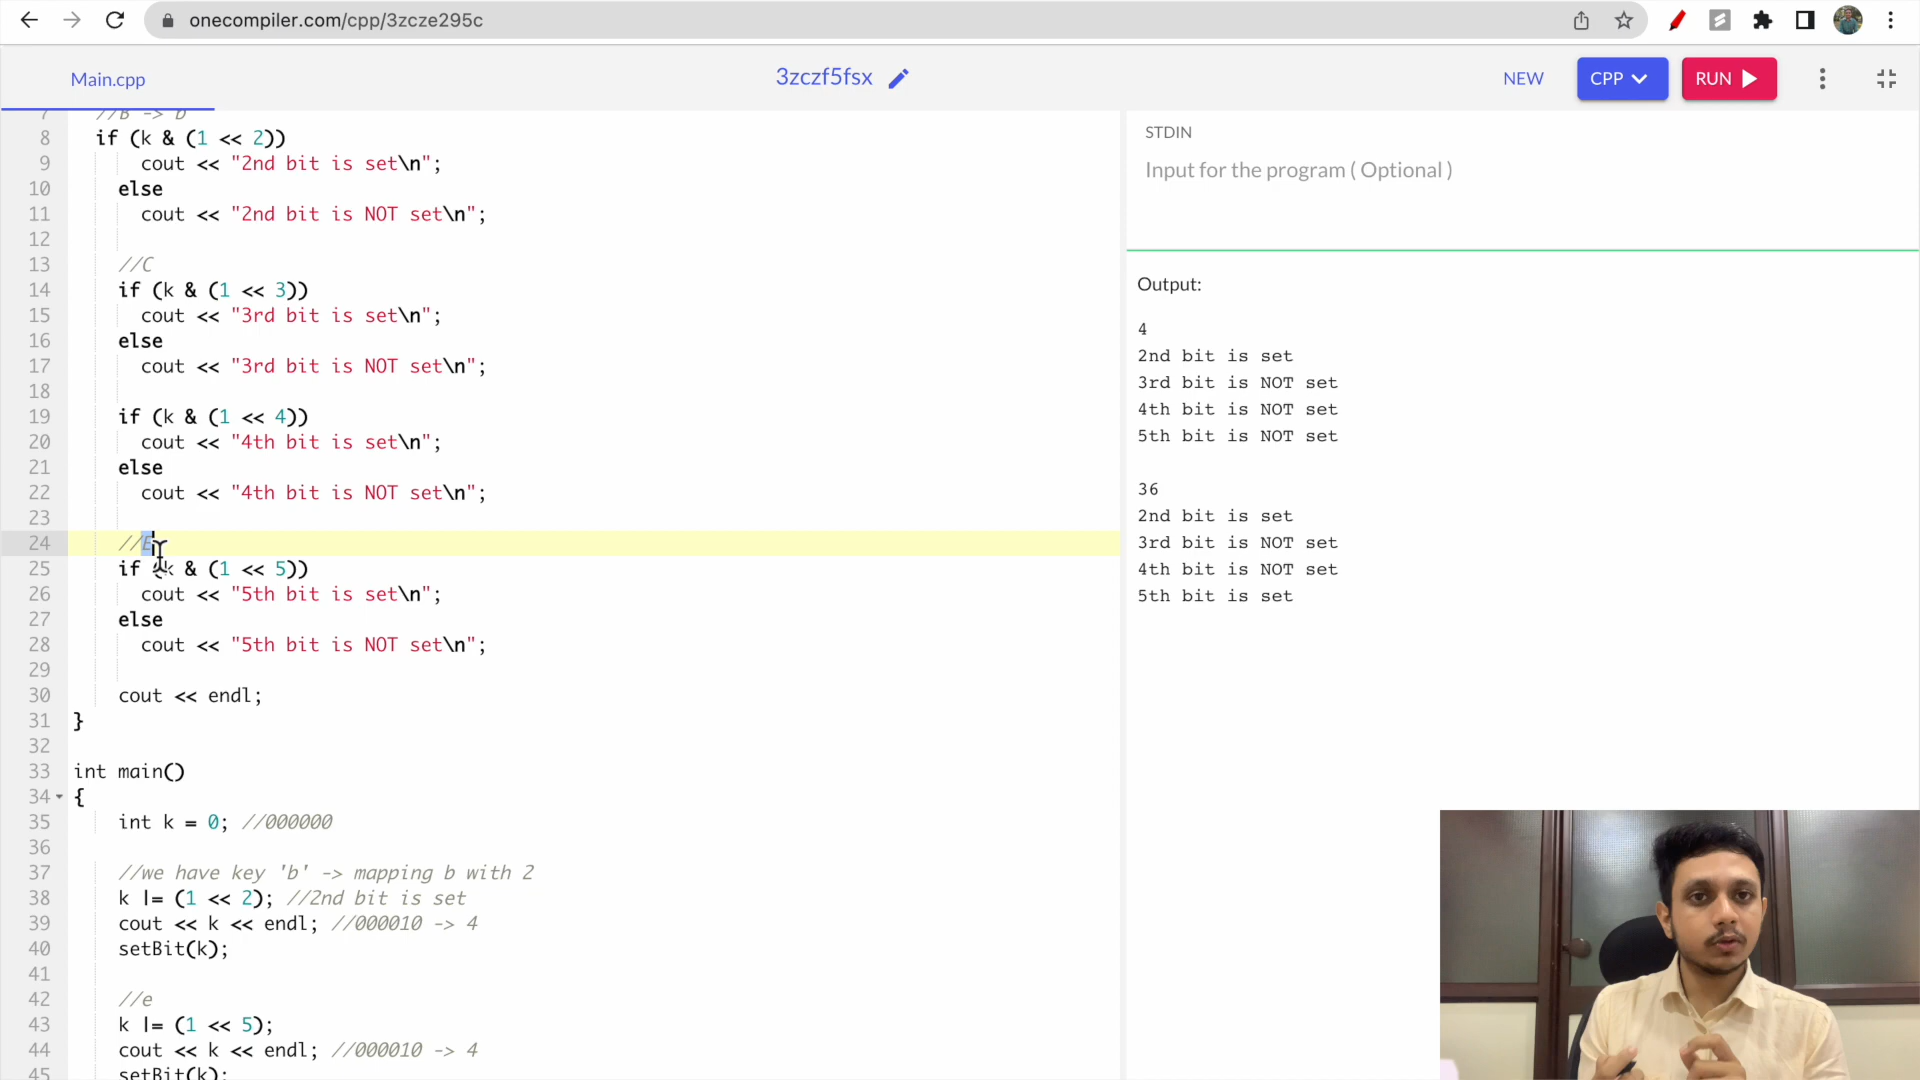 onecompiler.com/cpp/3zcze295c
Main.cpp
3zczf5fsx
NEW
CPP
RUN
7 //B -> b
8 if (k & (1 << 2))
9 cout << "2nd bit is set\n";
10 else
11 cout << "2nd bit is NOT set\n";
12
13 //C
14 if (k & (1 << 3))
15 cout << "3rd bit is set\n";
16 else
17 cout << "3rd bit is NOT set\n";
18
19 if (k & (1 << 4))
20 cout << "4th bit is set\n";
21 else
22 cout << "4th bit is NOT set\n";
23
24 //E
25 if (k & (1 << 5))
26 cout << "5th bit is set\n";
27 else
28 cout << "5th bit is NOT set\n";
29
30 cout << endl;
31 }
32
33 int main()
34 {
35 int k = 0; //000000
36
37 //we have key 'b' -> mapping b with 2
38 k |= (1 << 2); //2nd bit is set
39 cout << k << endl; //000010 -> 4
40 setBit(k);
41
42 //e
43 k |= (1 << 5);
44 cout << k << endl; //000010 -> 4
45 setBit(k);
STDIN
Input for the program ( Optional )
Output:
4
2nd bit is set
3rd bit is NOT set
4th bit is NOT set
5th bit is NOT set
36
2nd bit is set
3rd bit is NOT set
4th bit is NOT set
5th bit is set